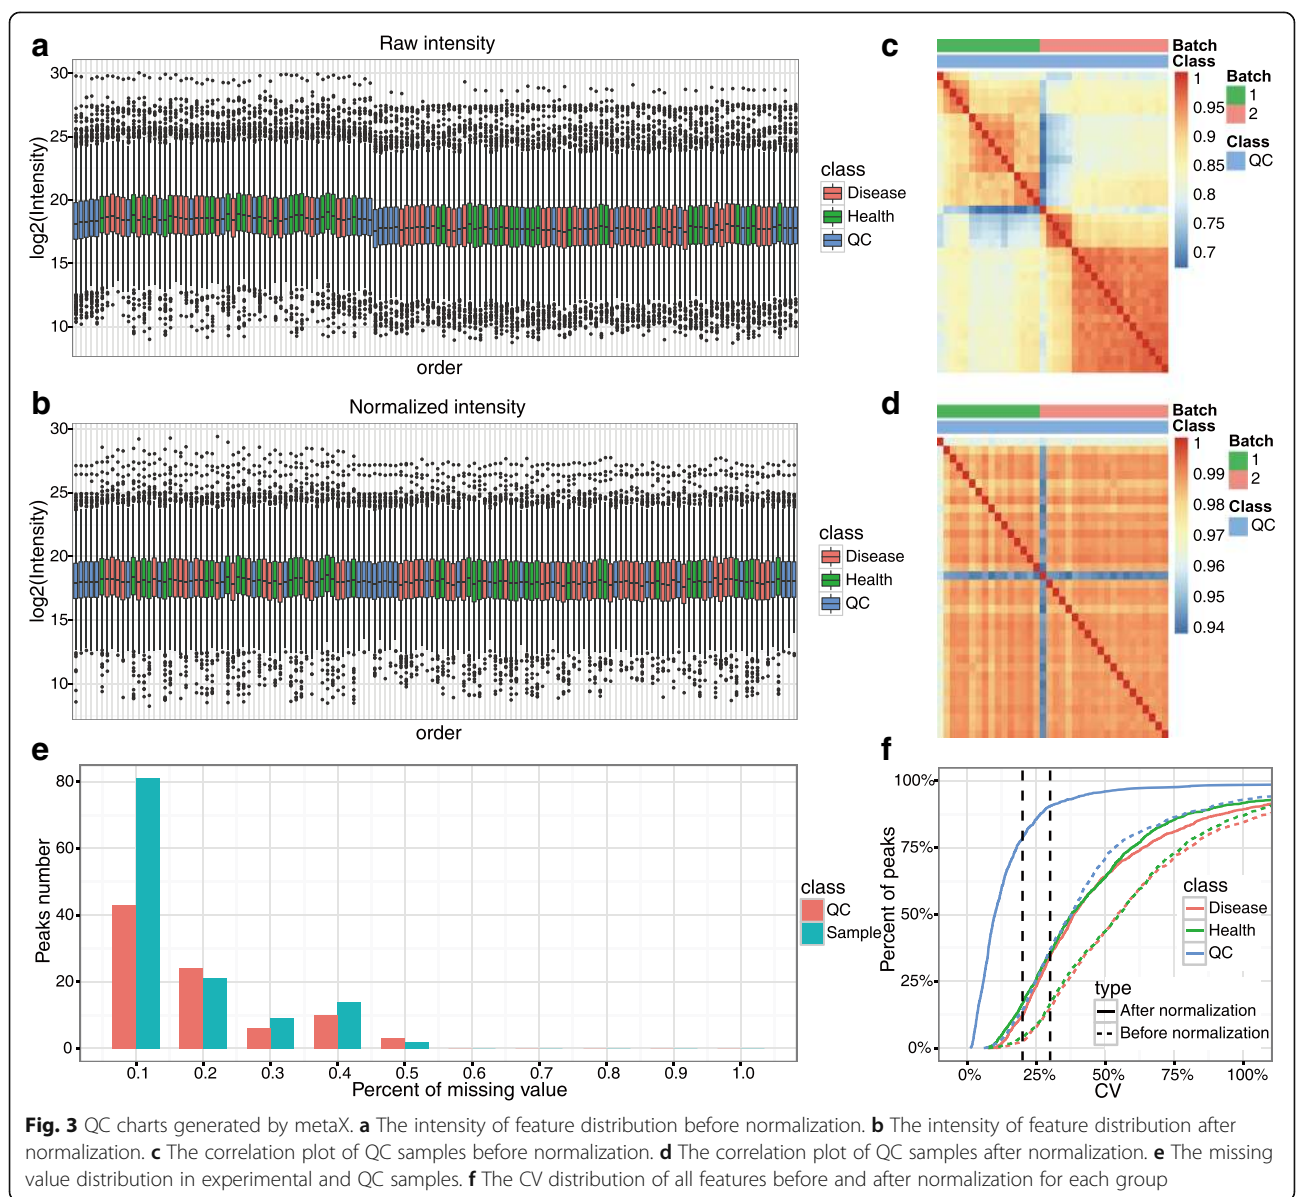 a
Raw intensity
30
25
20
15
10
log2(Intensity)
order
class
Disease
Health
QC
c
Batch
Class
1
0.95
0.9
0.85
0.8
0.75
0.7
Batch
1
2
Class
QC
b
Normalized intensity
30
25
20
15
10
log2(Intensity)
order
class
Disease
Health
QC
d
Batch
Class
1
0.99
0.98
0.97
0.96
0.95
0.94
Batch
1
2
Class
QC
e
80
60
40
20
0
Peaks number
0.1 0.2 0.3 0.4 0.5 0.6 0.7 0.8 0.9 1.0
Percent of missing value
class
QC
Sample
f
100%
75%
50%
25%
0%
Percent of peaks
0% 25% 50% 75% 100%
CV
class
Disease
Health
QC
type
After normalization
Before normalization
Fig. 3 QC charts generated by metaX. a The intensity of feature distribution before normalization. b The intensity of feature distribution after
normalization. c The correlation plot of QC samples before normalization. d The correlation plot of QC samples after normalization. e The missing
value distribution in experimental and QC samples. f The CV distribution of all features before and after normalization for each group